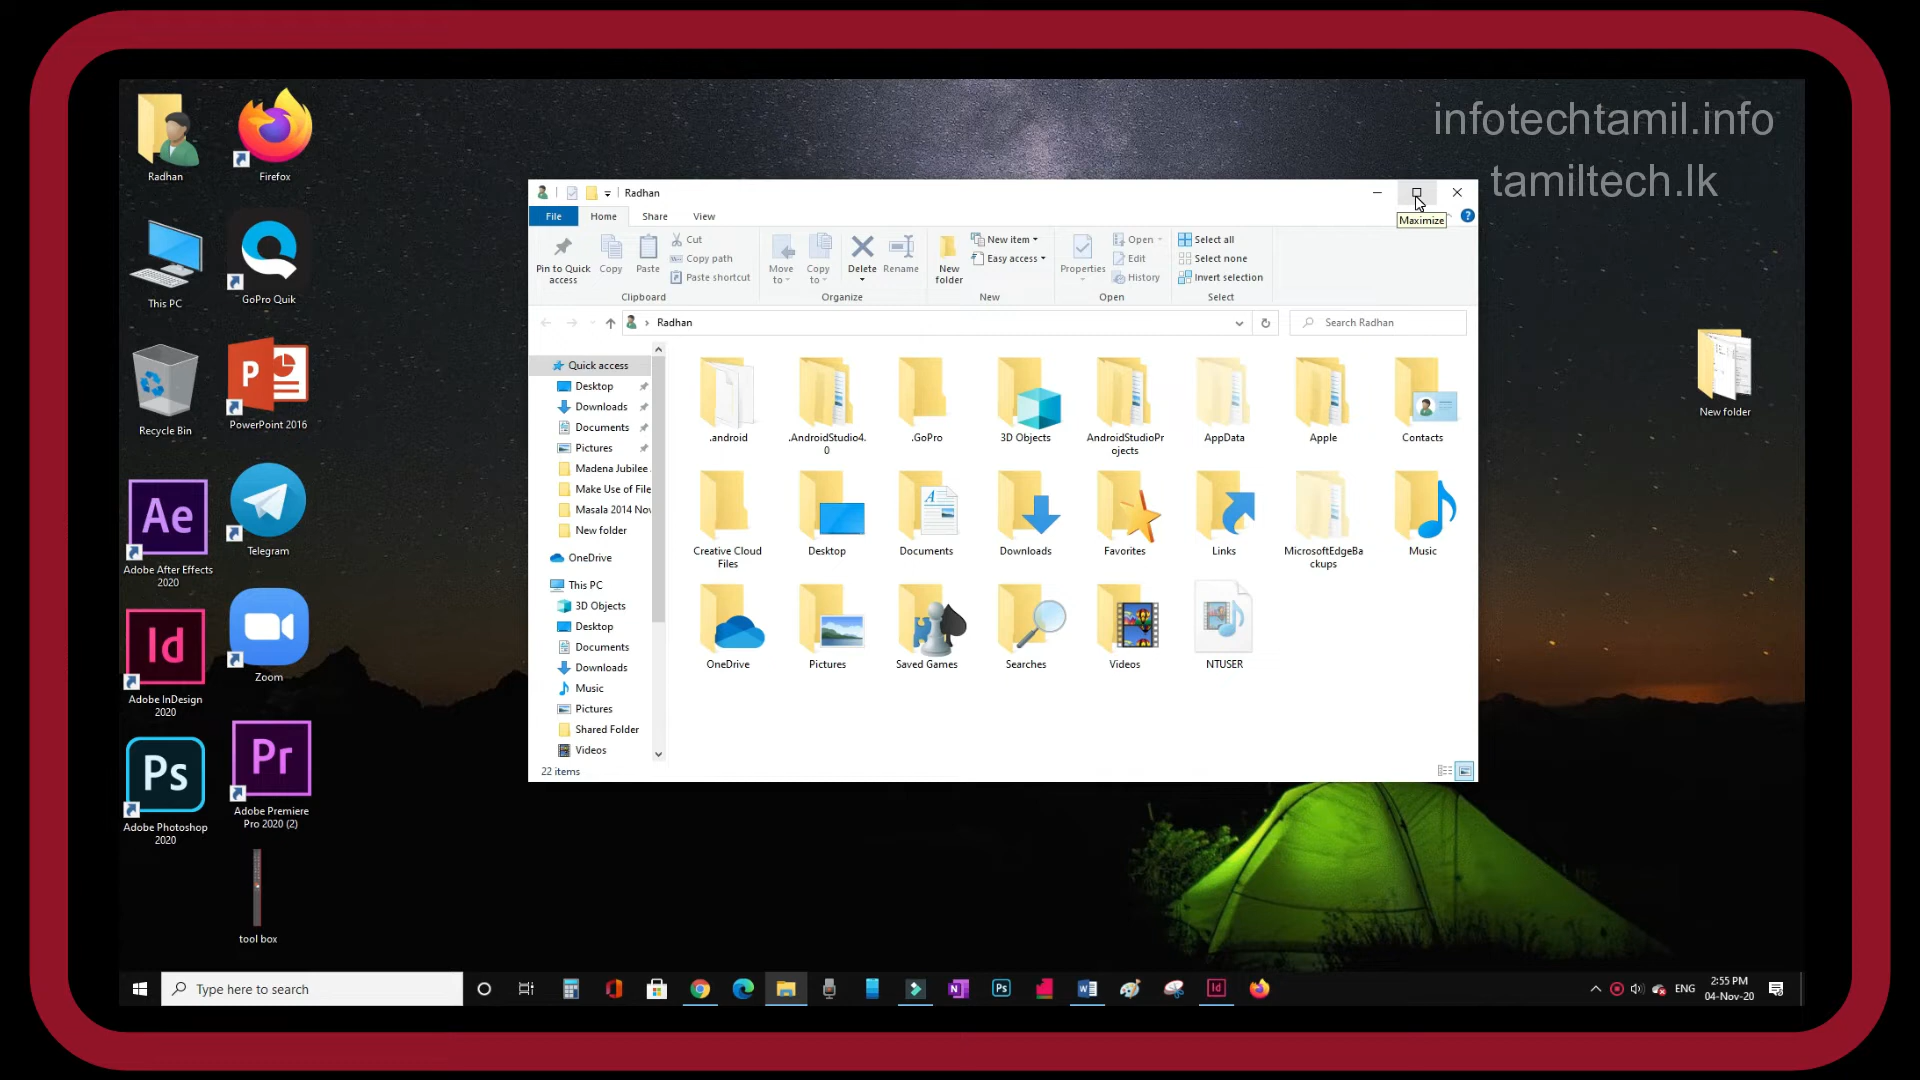 infotechtamil.info
tamiltech.lk
Radhan
Firefox
This PC
GoPro Quik
Recycle Bin
PowerPoint 2016
Adobe After Effects
2020
Telegram
Adobe InDesign
2020
Zoom
Adobe Photoshop
2020
Adobe Premiere
Pro 2020 (2)
tool box
New folder
Radhan
Maximize
File Home Share View
Pin to Quick
access
Copy
Paste
Cut
Copy path
Paste shortcut
Clipboard
Move
to
Copy
to
Delete
Rename
Organize
New
folder
New item
Easy access
New
Properties
Open
Edit
History
Open
Select all
Select none
Invert selection
Select
Radhan
Search Radhan
Quick access
Desktop
Downloads
Documents
Pictures
Madena Jubilee
Make Use of File
Masala 2014 Nov
New folder
OneDrive
This PC
3D Objects
Desktop
Documents
Downloads
Music
Pictures
Shared Folder
Videos
.android
.AndroidStudio4.
0
.GoPro
3D Objects
AndroidStudioPr
ojects
AppData
Apple
Contacts
Creative Cloud
Files
Desktop
Documents
Downloads
Favorites
Links
MicrosoftEdgeBa
ckups
Music
OneDrive
Pictures
Saved Games
Searches
Videos
NTUSER
22 items
Type here to search
ENG
2:55 PM
04-Nov-20
Ae
Id
Ps
Pr